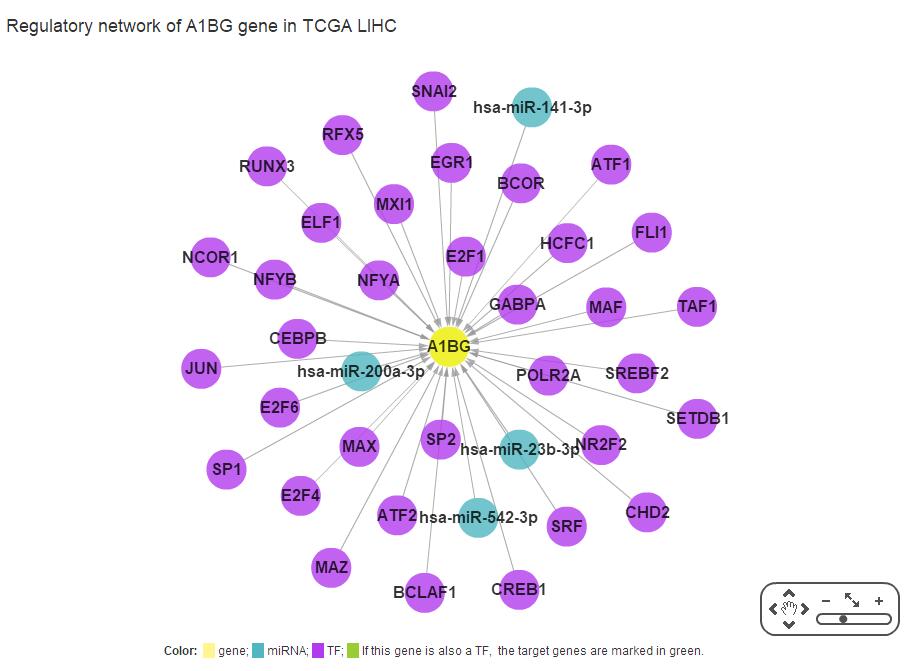 Regulatory network of A1BG gene in TCGA LIHC
SNAI2
hsa-miR-141-3p
RFX5
EGR1
ATF1
RUNX3
BCOR
MXI1
ELF1
FLI1
HCFC1
NCOR1
E2F1
NFYB
NFYA
GABPA
MAF
TAF1
CEBPB
A1BG
JUN
hsa-miR-200a-3p
POLR2A
SREBF2
E2F6
SETDB1
SP2
MAX
hsa-miR-23b-3p
NR2F2
SP1
E2F4
CHD2
ATF2
hsa-miR-542-3p
SRF
MAZ
BCLAF1
CREB1
Color: gene; miRNA; TF; If this gene is also a TF, the target genes are marked in green.